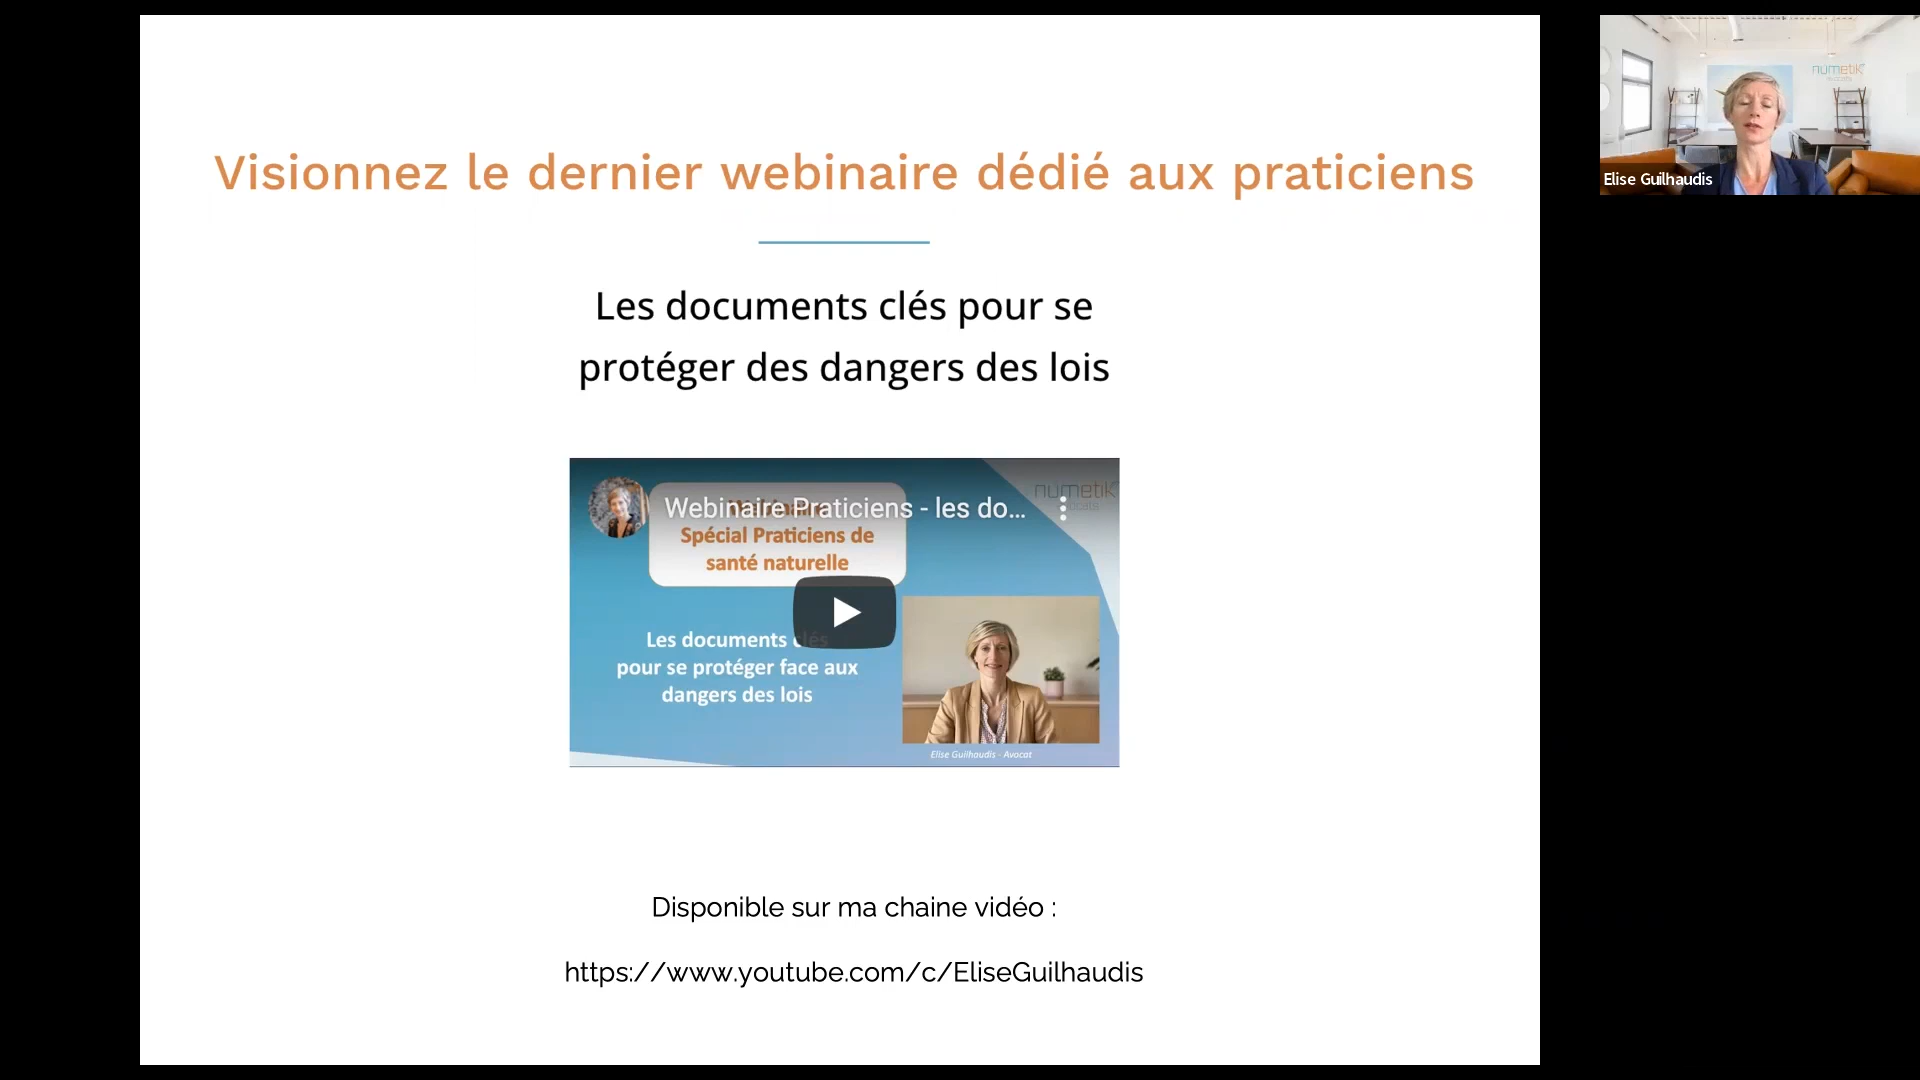 Visionnez le dernier webinaire dédié aux praticiens
Les documents clés pour se
protéger des dangers des lois
Webinaire Praticiens - les do...
Spécial Praticiens de
santé naturelle
numetik
Les documents clés
pour se protéger face aux
dangers des lois
Elise Guilhaudis - Avocat
Disponible sur ma chaine vidéo :
https://www.youtube.com/c/EliseGuilhaudis
numetik
Elise Guilhaudis